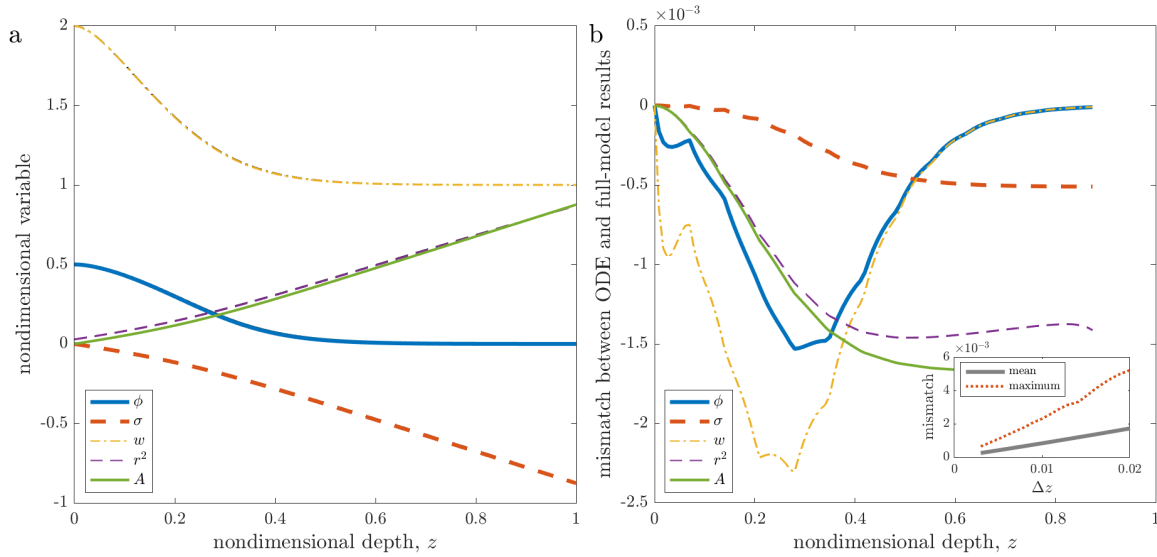 a
nondimensional variable
2
1.5
1
0.5
0
-0.5
-1
ϕ
σ
w
r²
A
0
0.2
0.4
0.6
0.8
1
nondimensional depth, z
b
mismatch between ODE and full-model results
×10⁻³
0.5
0
-0.5
-1
-1.5
-2
-2.5
ϕ
σ
w
r²
A
0
0.2
0.4
0.6
0.8
1
nondimensional depth, z
×10⁻³
mismatch
6
4
2
0
mean
maximum
0
0.01
0.02
Δz